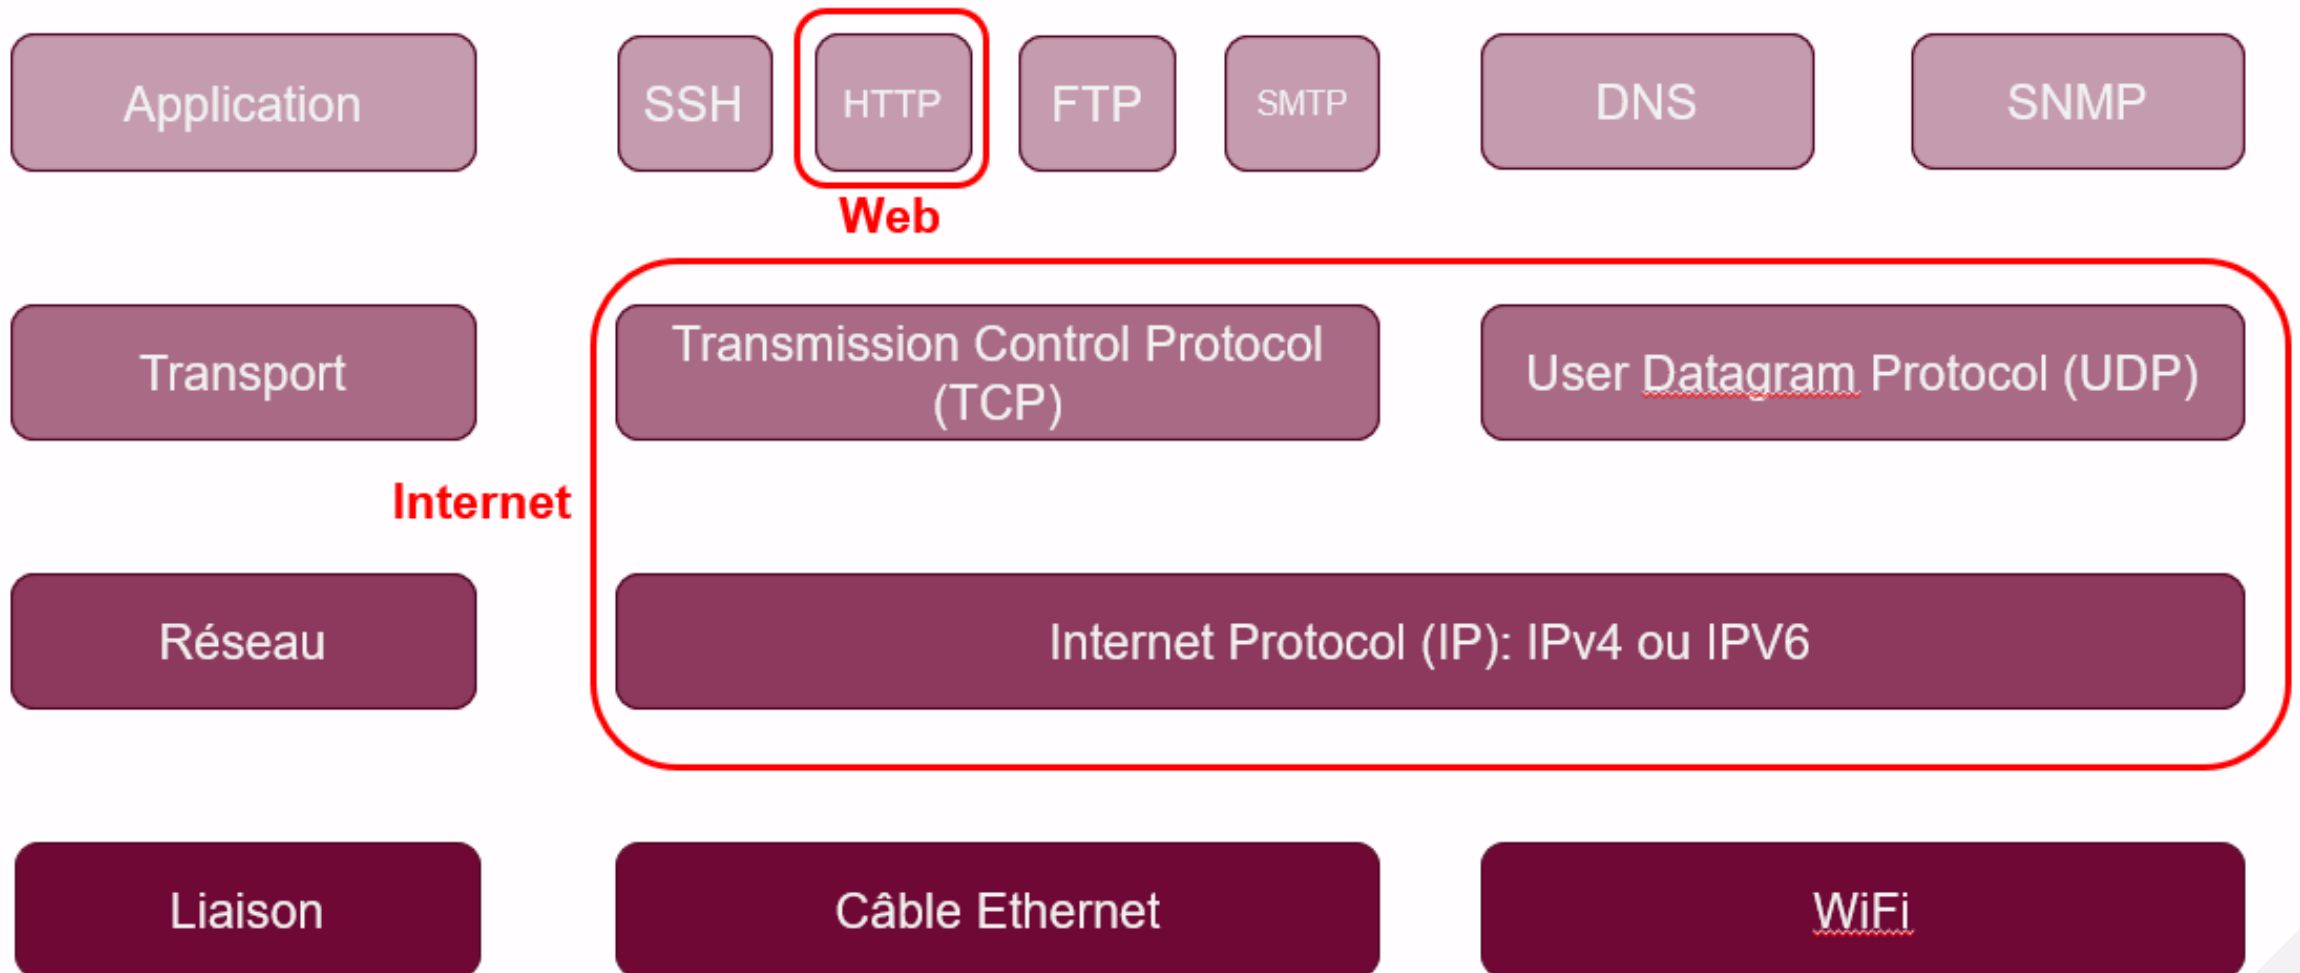 Application
SSH
HTTP
FTP
SMTP
DNS
SNMP
Web
Transport
Transmission Control Protocol
(TCP)
User Datagram Protocol (UDP)
Internet
Réseau
Internet Protocol (IP): IPv4 ou IPV6
Liaison
Câble Ethernet
WiFi